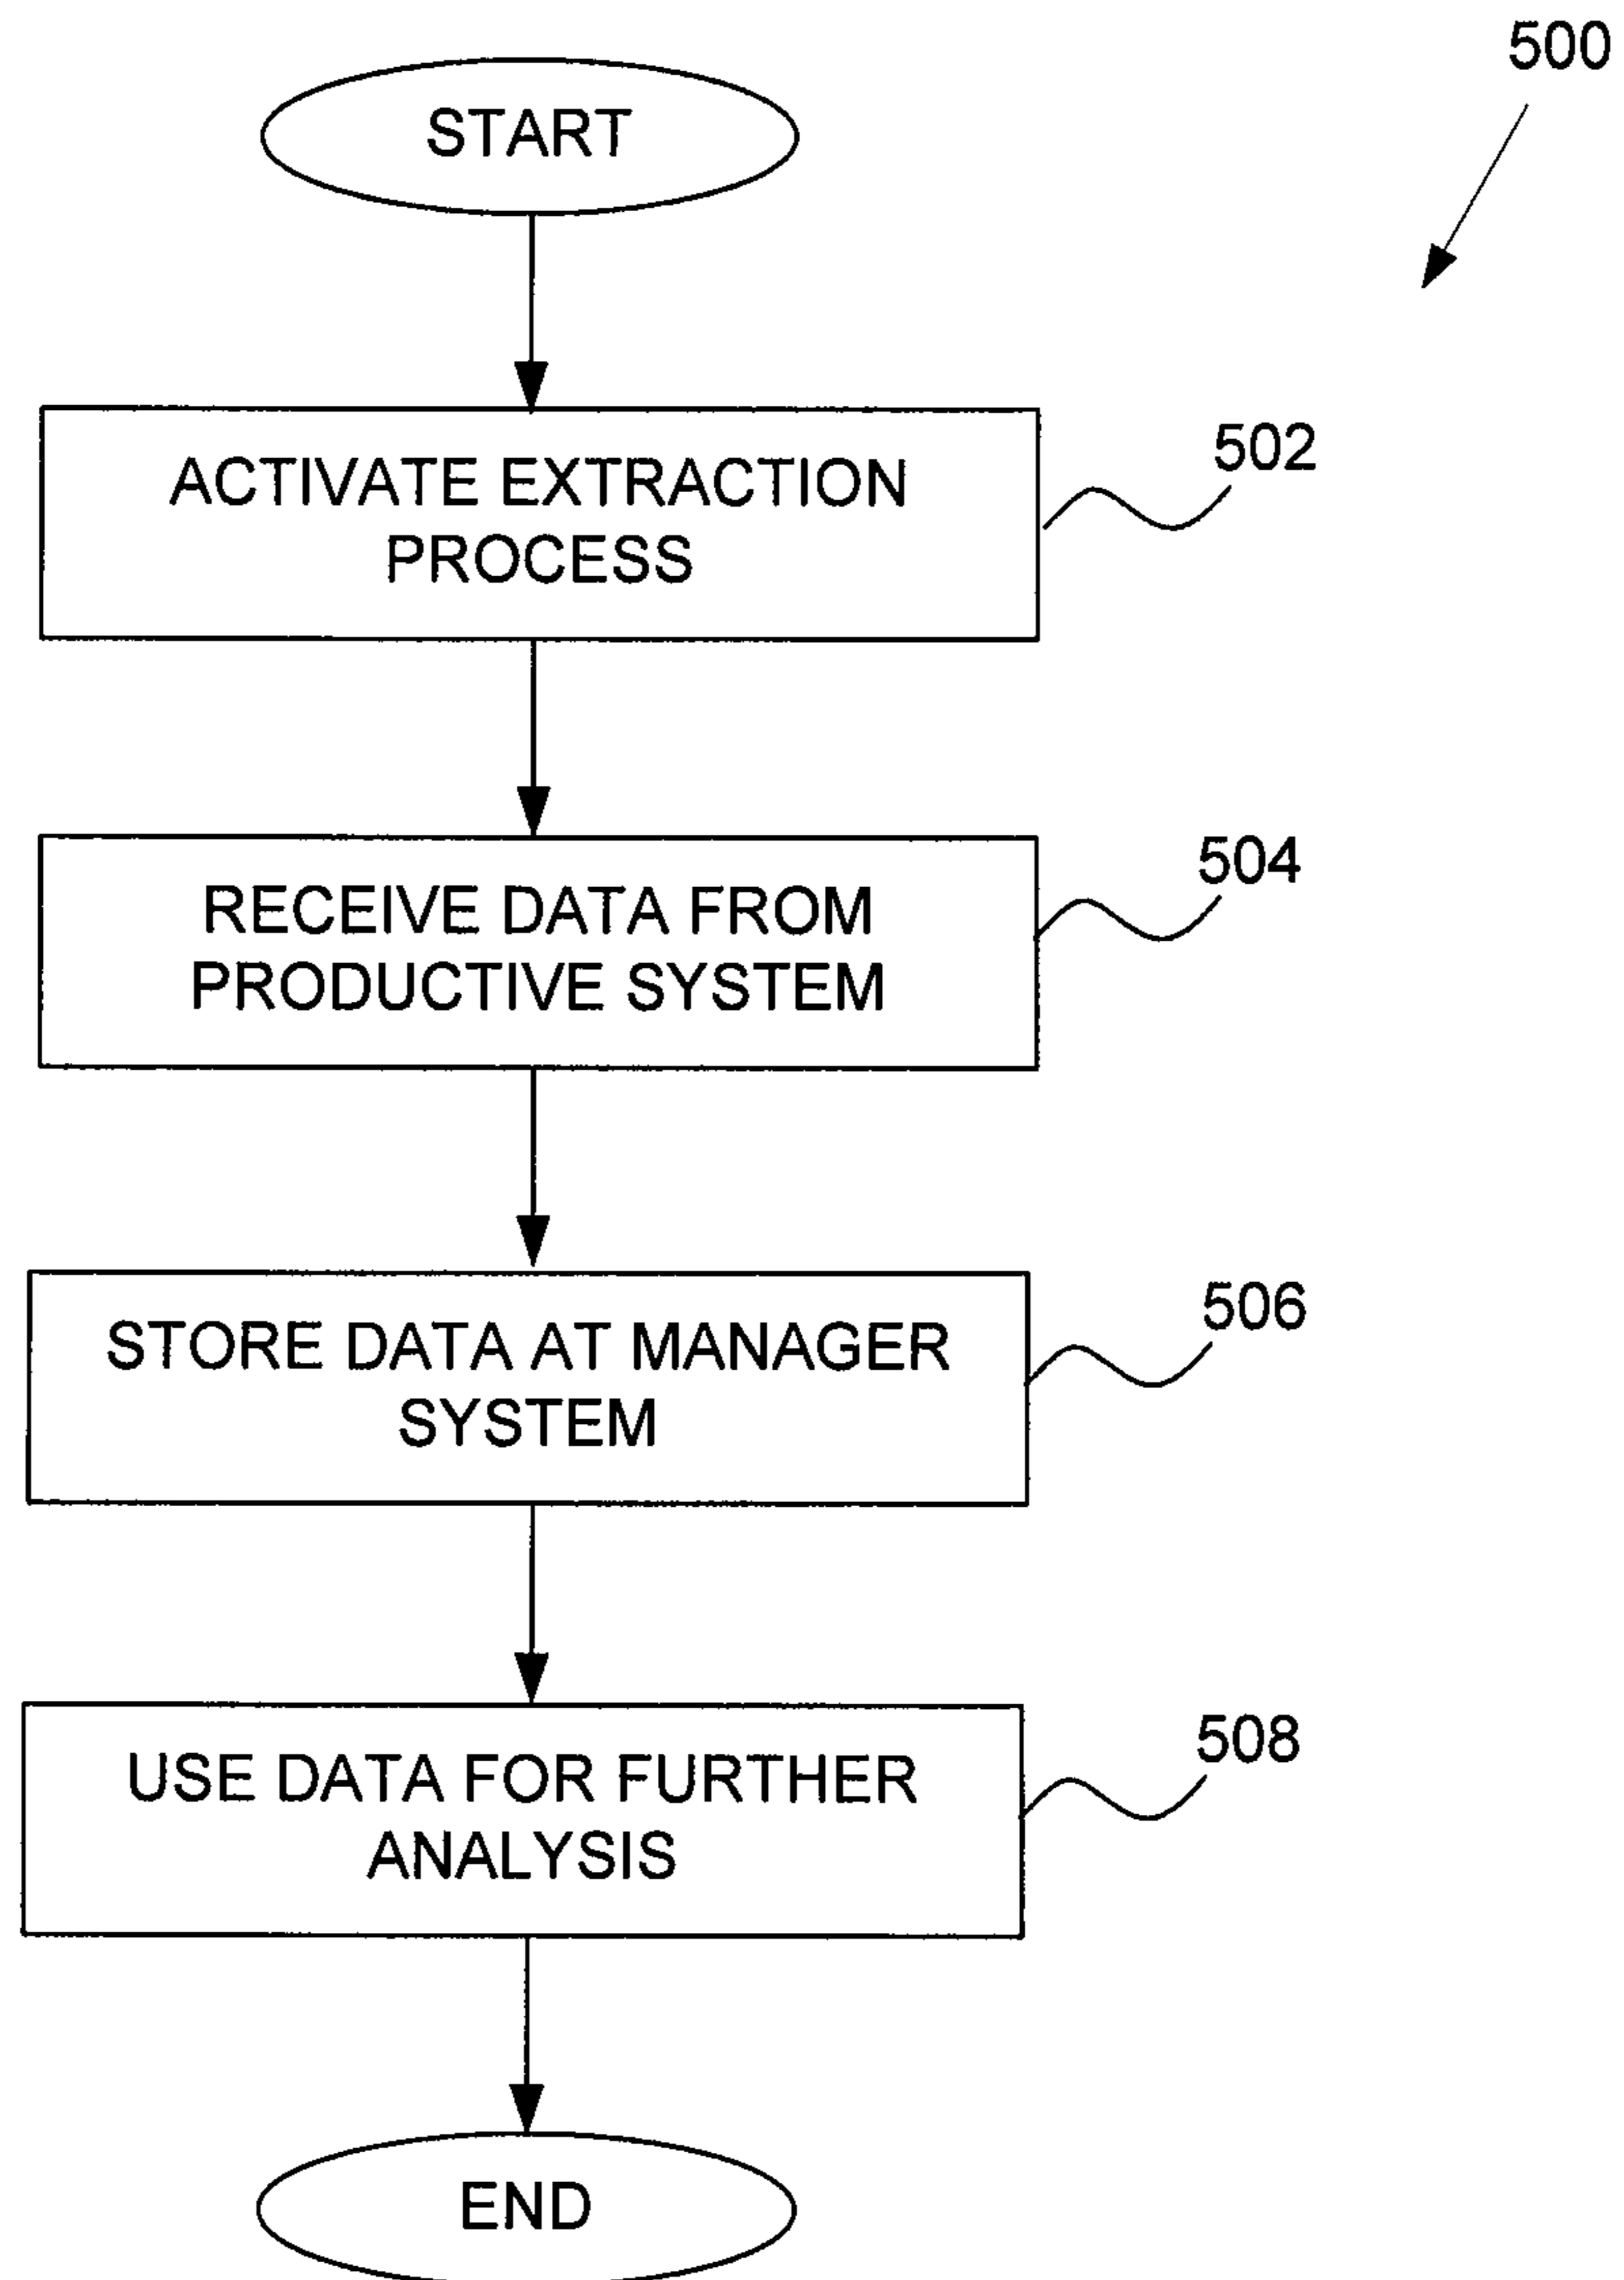 500
START
ACTIVATE EXTRACTION
PROCESS
502
RECEIVE DATA FROM
PRODUCTIVE SYSTEM
504
STORE DATA AT MANAGER
SYSTEM
506
USE DATA FOR FURTHER
ANALYSIS
508
END